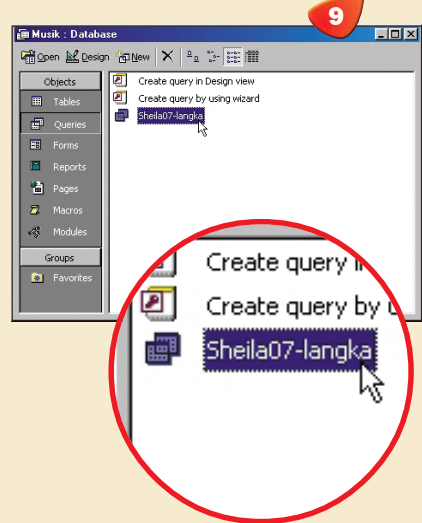 9
Musik : Database
Open Design New
Objects
Tables
Queries
Forms
Reports
Pages
Macros
Modules
Groups
Favorites
Create query in Design view
Create query by using wizard
Sheila07-langka
Create query i
Create query by
Sheila07-langka